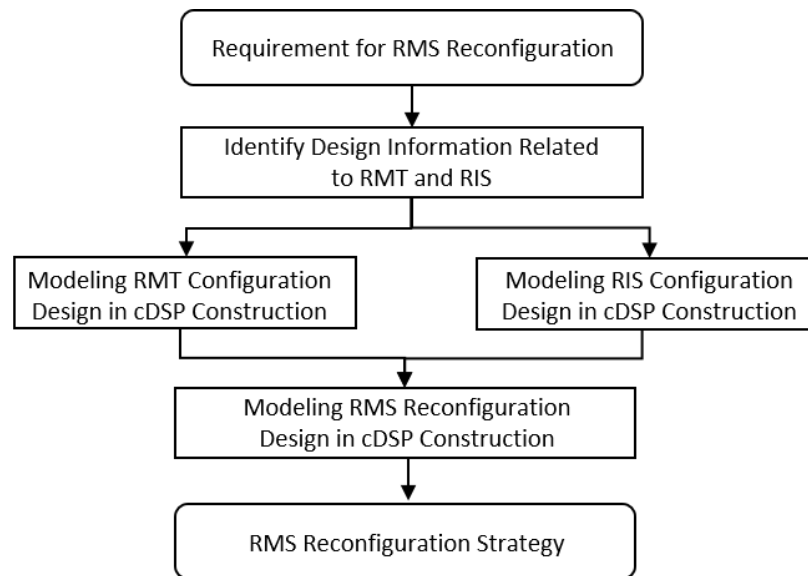 Requirement for RMS Reconfiguration
Identify Design Information Related
to RMT and RIS
Modeling RMT Configuration
Design in cDSP Construction
Modeling RIS Configuration
Design in cDSP Construction
Modeling RMS Reconfiguration
Design in cDSP Construction
RMS Reconfiguration Strategy